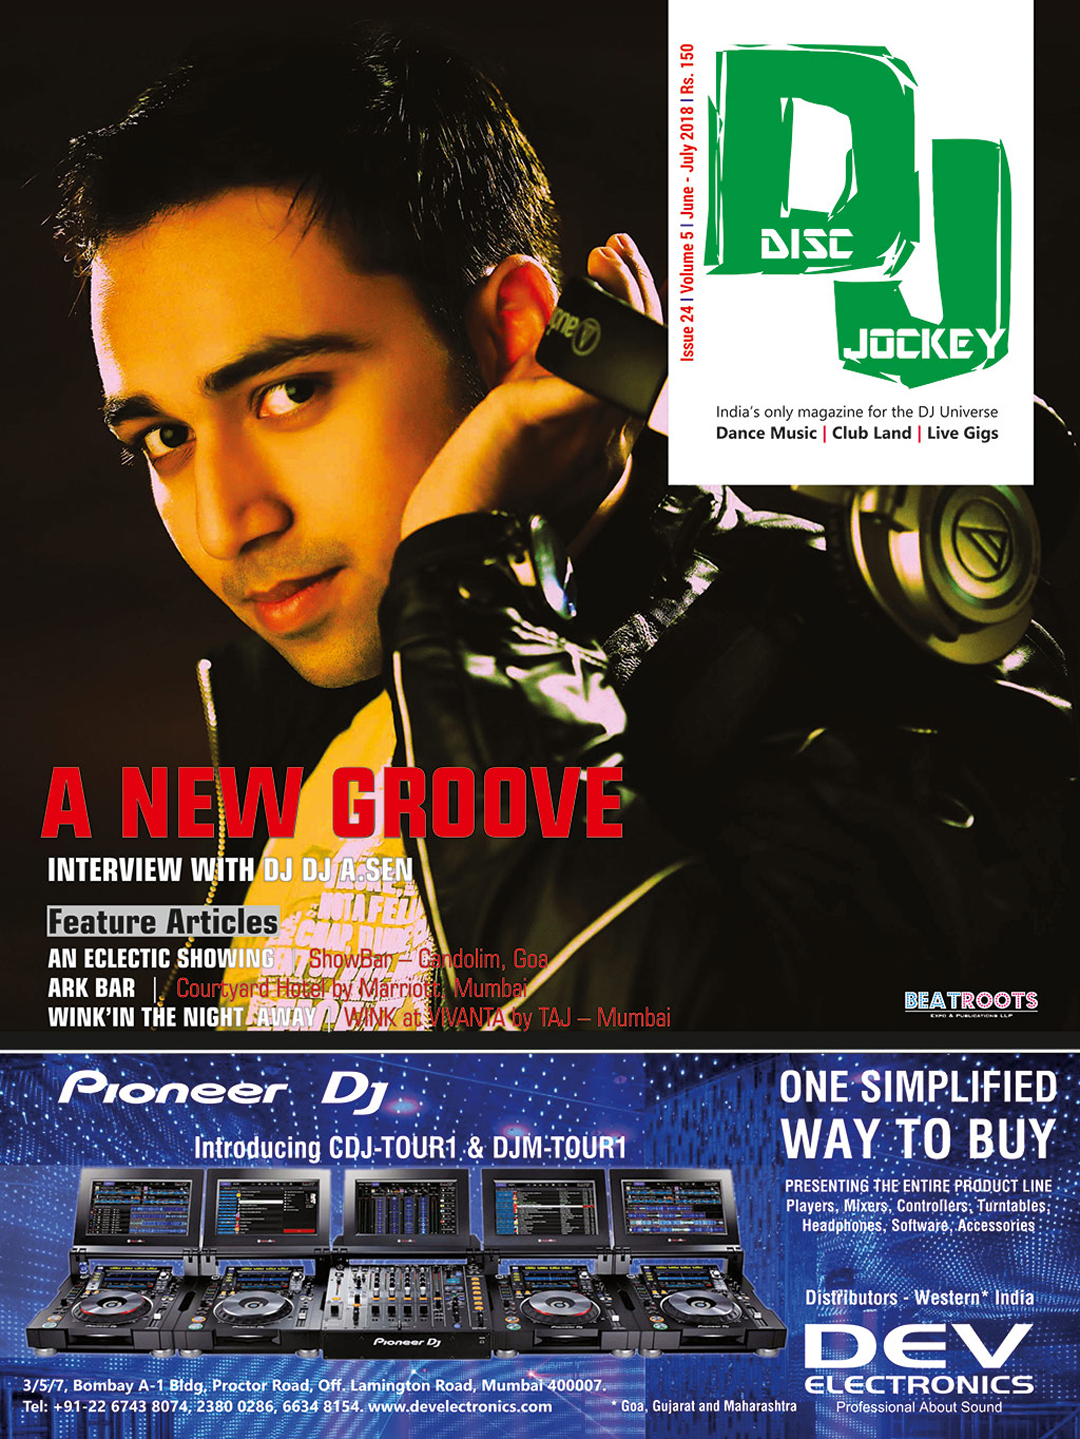 Issue 24 | Volume 5 | June - July 2018 | Rs. 150
DJ
DISC
JOCKEY
India's only magazine for the DJ Universe
Dance Music | Club Land | Live Gigs
A NEW GROOVE
INTERVIEW WITH DJ DJ A.SEN
Feature Articles
AN ECLECTIC SHOWING | ShowBar – Candolim, Goa
ARK BAR | Courtyard Hotel by Marriott, Mumbai
WINK'IN THE NIGHT AWAY | WINK at VIVANTA by TAJ – Mumbai
BEATROOTS
EXPO & PUBLICATIONS LLP
Pioneer DJ
Introducing CDJ-TOUR1 & DJM-TOUR1
Pioneer DJ
ONE SIMPLIFIED
WAY TO BUY
PRESENTING THE ENTIRE PRODUCT LINE
Players, Mixers, Controllers, Turntables,
Headphones, Software, Accessories
Distributors - Western* India
DEV
ELECTRONICS
Professional About Sound
3/5/7, Bombay A-1 Bldg, Proctor Road, Off. Lamington Road, Mumbai 400007.
Tel: +91-22 6743 8074, 2380 0286, 6634 8154. www.develectronics.com
* Goa, Gujarat and Maharashtra